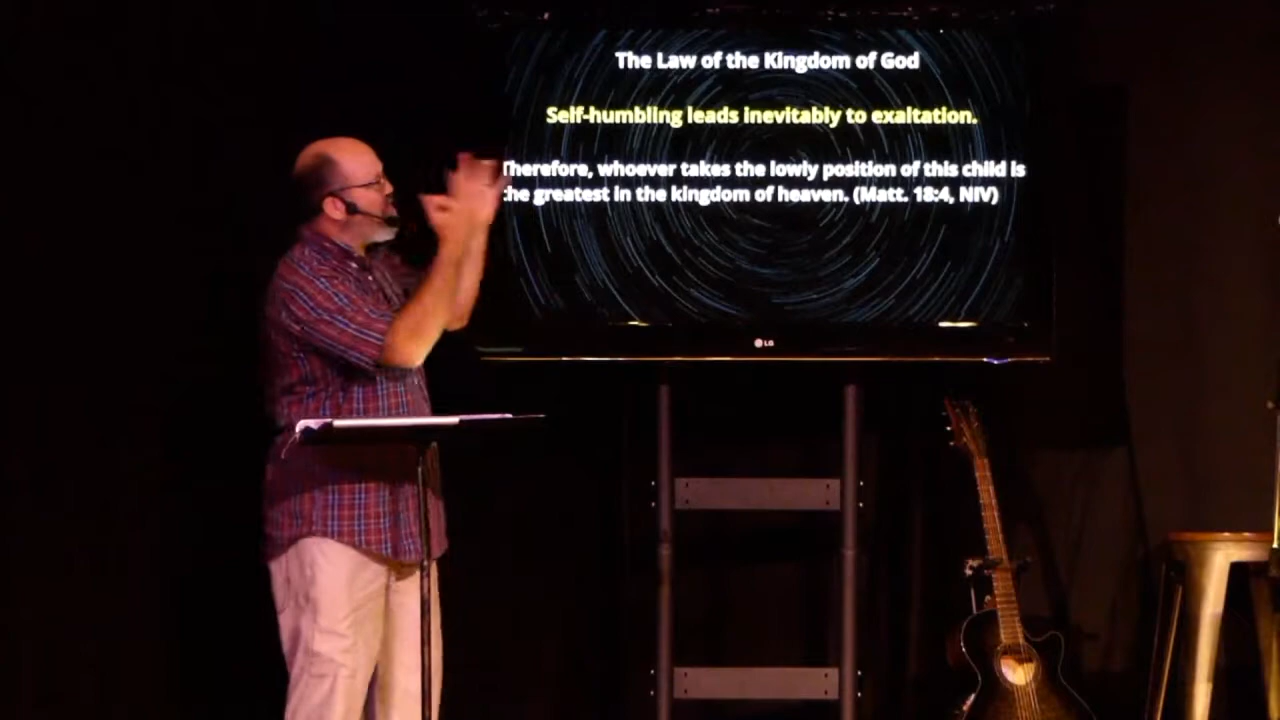 The Law of the Kingdom of God
Self-humbling leads inevitably to exaltation.
Therefore, whoever takes the lowly position of this child is
the greatest in the kingdom of heaven. (Matt. 18:4, NIV)
LG